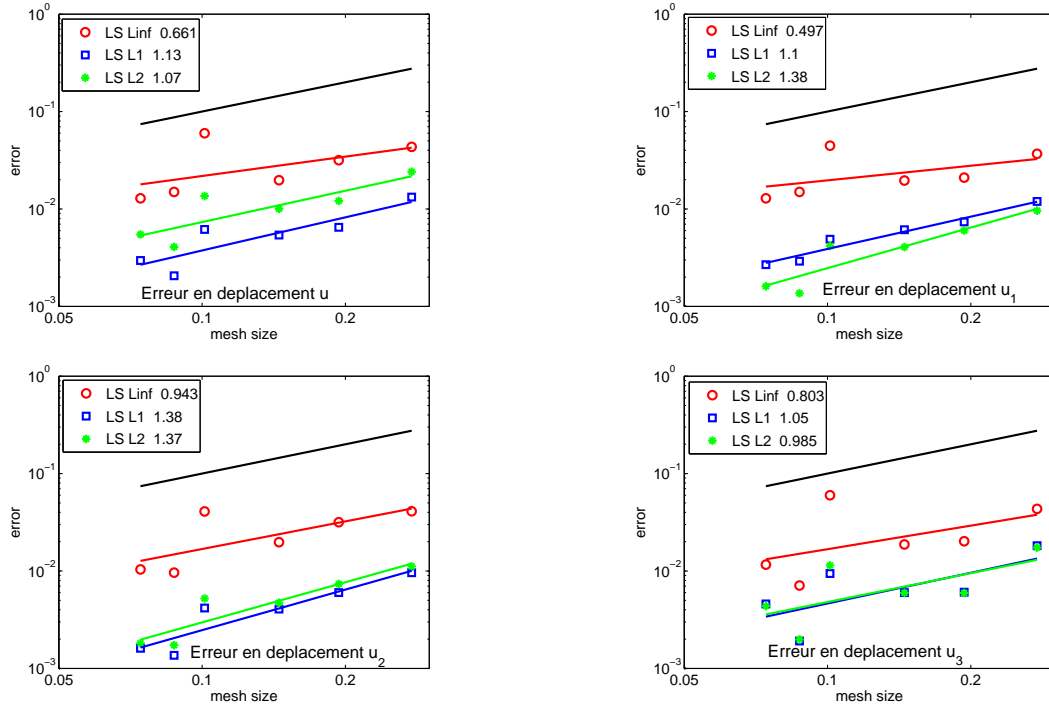 10^0
10^-1
10^-2
10^-3
error
LS Linf 0.661
LS L1 1.13
LS L2 1.07
Erreur en deplacement u
0.05
0.1
0.2
mesh size
10^0
10^-1
10^-2
10^-3
error
LS Linf 0.497
LS L1 1.1
LS L2 1.38
Erreur en deplacement u_1
0.05
0.1
0.2
mesh size
10^0
10^-1
10^-2
10^-3
error
LS Linf 0.943
LS L1 1.38
LS L2 1.37
Erreur en deplacement u_2
0.05
0.1
0.2
mesh size
10^0
10^-1
10^-2
10^-3
error
LS Linf 0.803
LS L1 1.05
LS L2 0.985
Erreur en deplacement u_3
0.05
0.1
0.2
mesh size